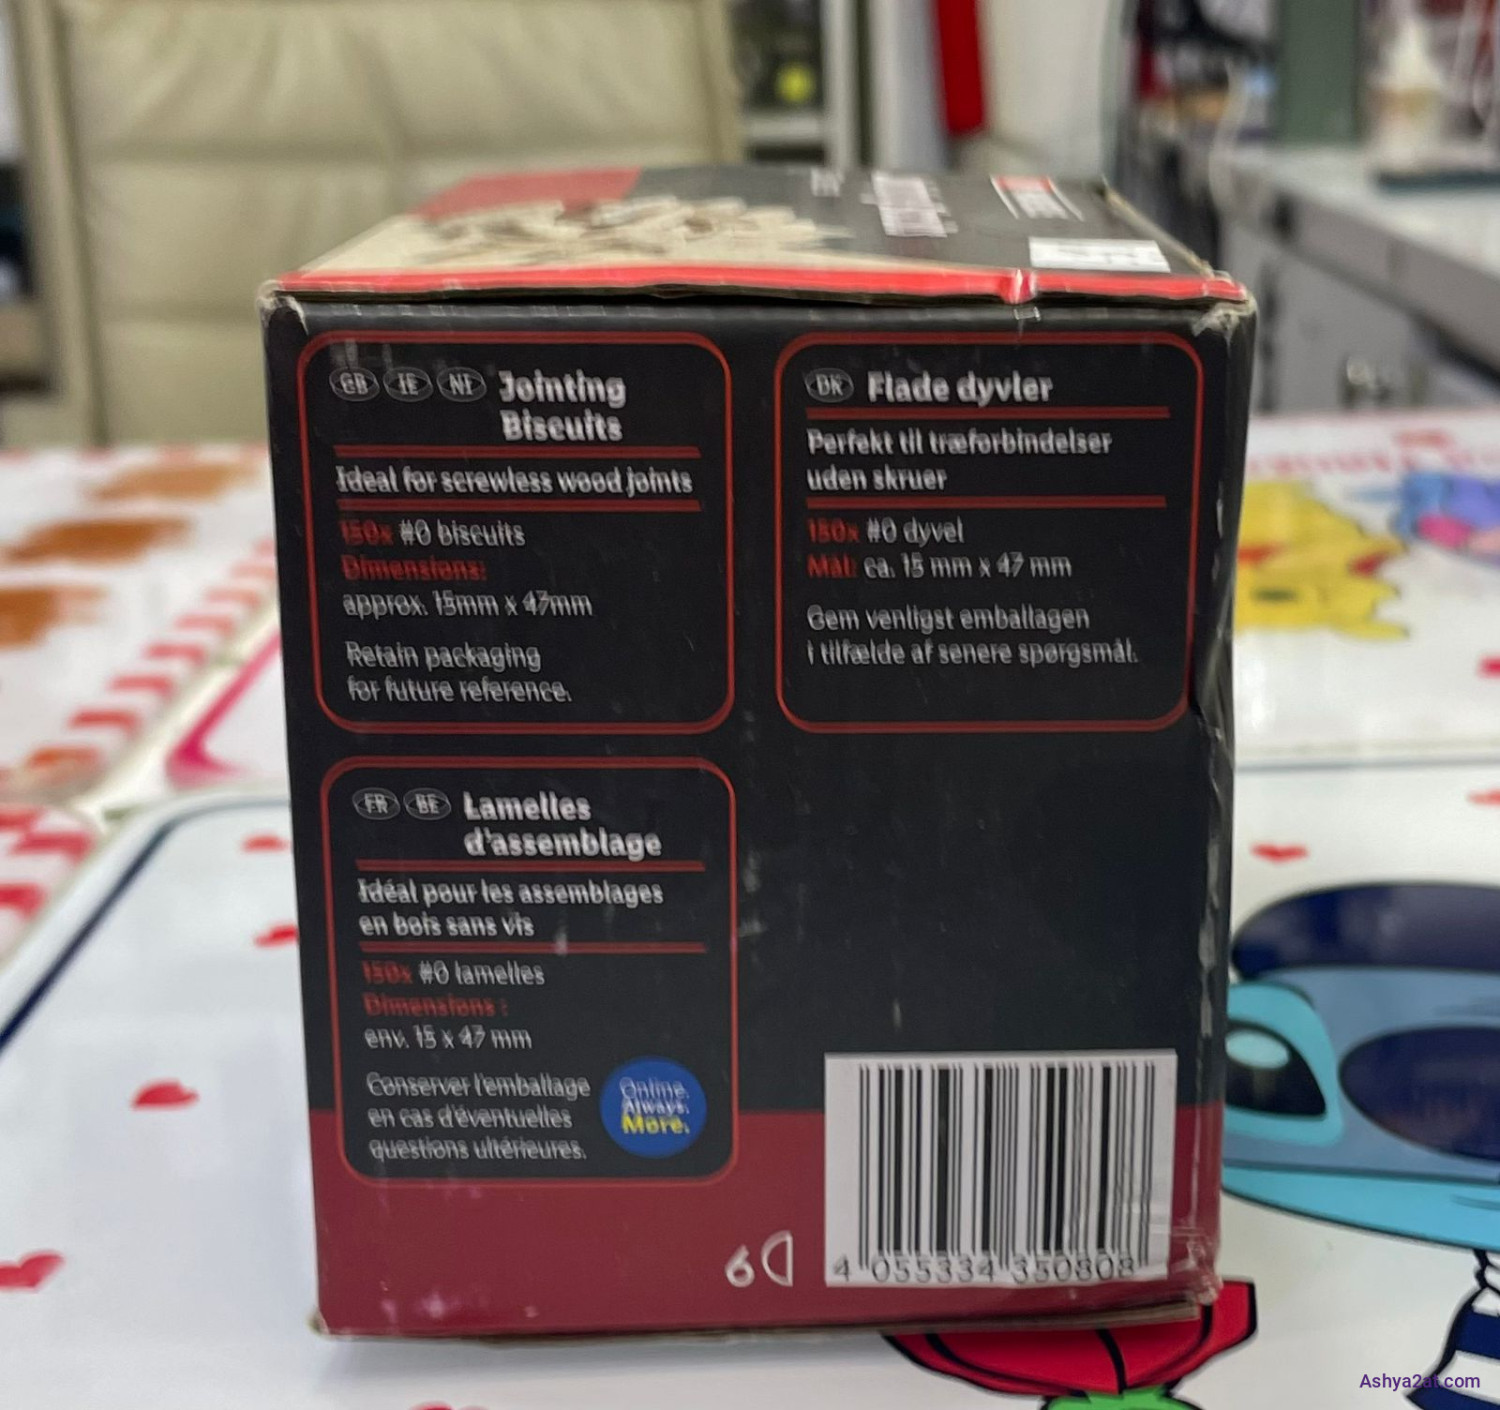 GB IE NI Jointing
Biscuits
Ideal for screwless wood joints
150x #0 biscuits
Dimensions:
approx. 15mm x 47mm
Retain packaging
for future reference.
DK Flade dyvler
Perfekt til træforbindelser
uden skruer
150x #0 dyvel
Mål: ca. 15 mm x 47 mm
Gem venligst emballagen
i tilfælde af senere spørgsmål.
FR BE Lamelles
d'assemblage
Idéal pour les assemblages
en bois sans vis
150x #0 lamelles
Dimensions :
env. 15 x 47 mm
Conserver l'emballage
en cas d'éventuelles
questions ultérieures.
Online.
Always.
More.
6
4 055334 350808
Ashya2at.com